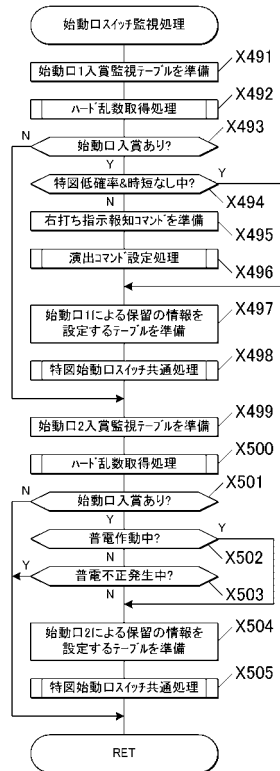 始動口スイッチ監視処理
始動口1入賞監視テーブルを準備
X491
ハード乱数取得処理
X492
始動口入賞あり?
X493
N
Y
特図低確率&時短なし中?
X494
Y
N
右打ち指示報知コマンドを準備
X495
演出コマンド設定処理
X496
始動口1による保留の情報を
設定するテーブルを準備
X497
特図始動口スイッチ共通処理
X498
始動口2入賞監視テーブルを準備
X499
ハード乱数取得処理
X500
始動口入賞あり?
X501
N
Y
普電作動中?
X502
Y
N
普電不正発生中?
X503
Y
N
始動口2による保留の情報を
設定するテーブルを準備
X504
特図始動口スイッチ共通処理
X505
RET